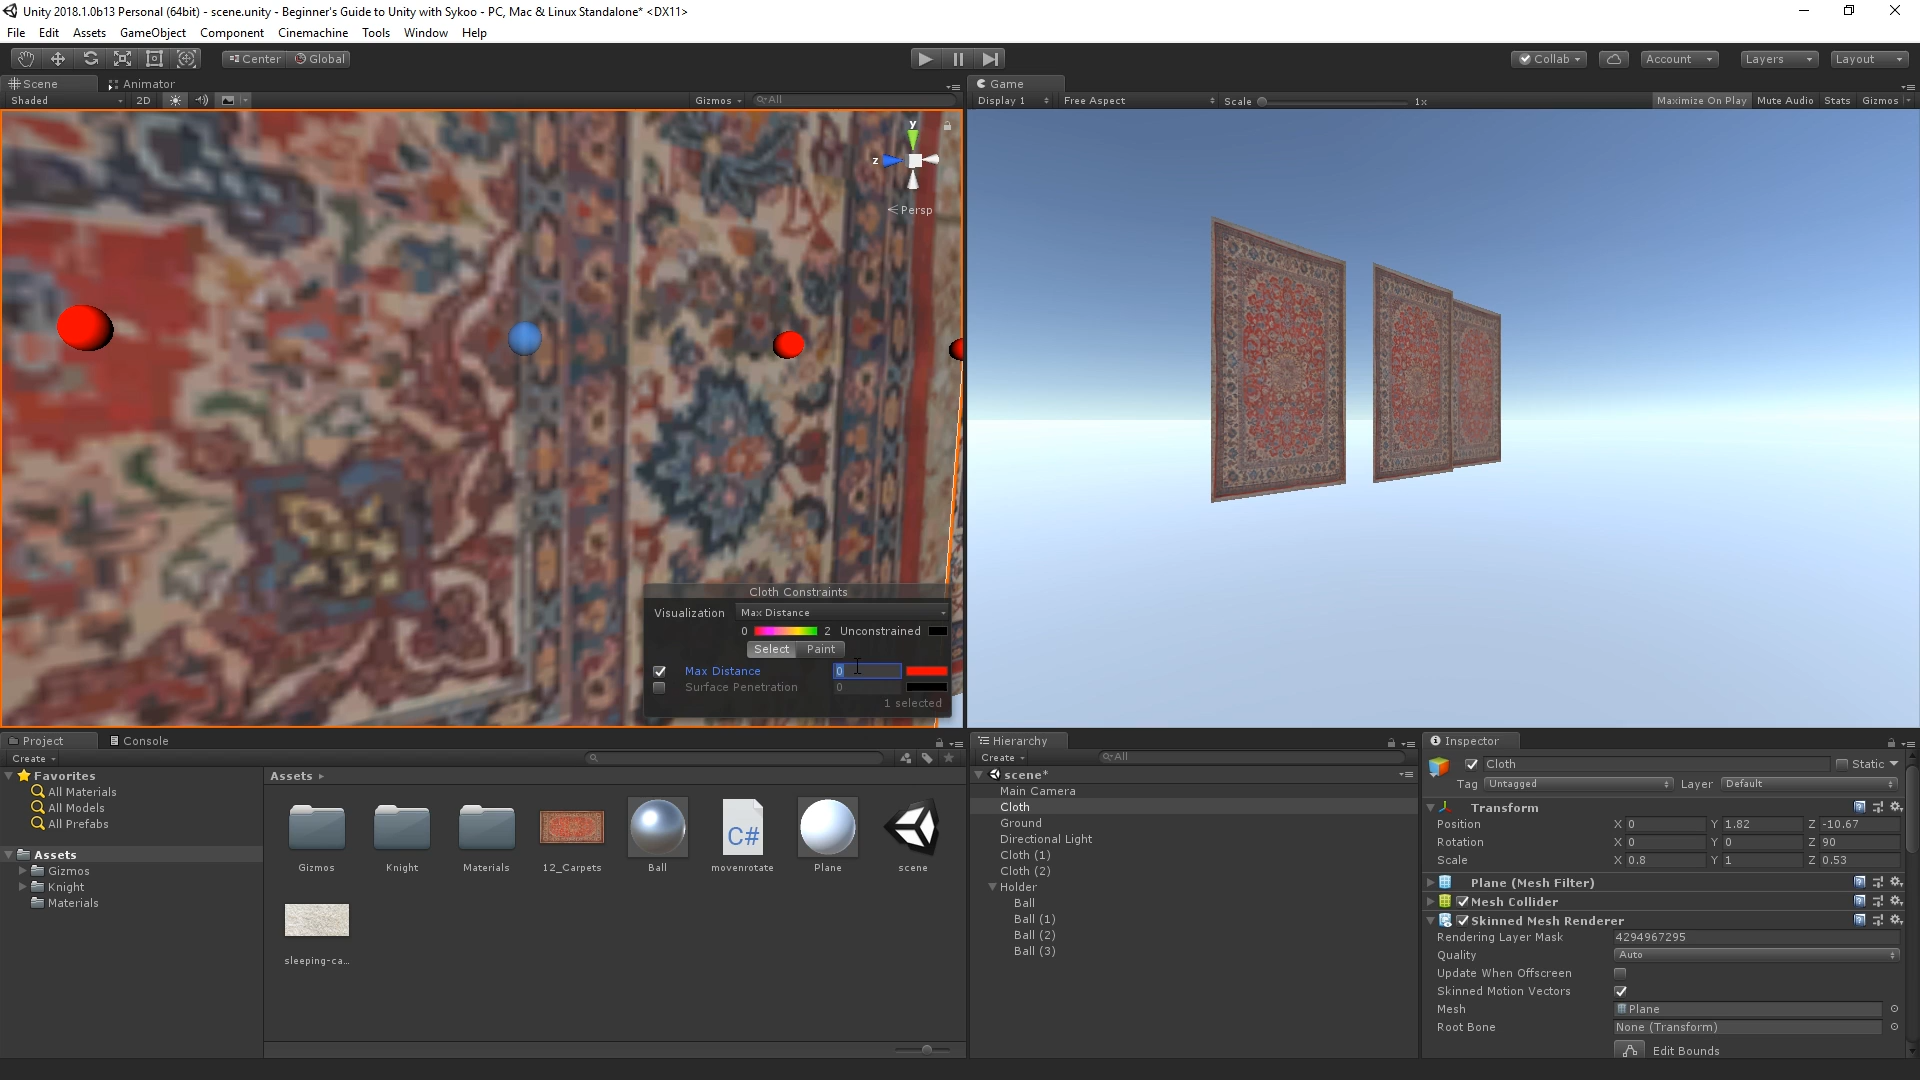 Unity 2018.1.0b13 Personal (64bit) - scene.unity - Beginner's Guide to Unity with Sykoo - PC, Mac & Linux Standalone* <DX11>
File Edit Assets GameObject Component Cinemachine Tools Window Help
Center Global Collab Account Layers Layout
Scene Animator
Shaded 2D Gizmos All
y
z
Persp
Cloth Constraints
Visualization Max Distance
0 2 Unconstrained
Select Paint
Max Distance 0
Surface Penetration 0
1 selected
Game
Display 1 Free Aspect Scale 1x Maximize On Play Mute Audio Stats Gizmos
Project Console
Create
Favorites
All Materials
All Models
All Prefabs
Assets
Gizmos
Knight
Materials
Assets
Gizmos Knight Materials 12_Carpets Ball C# movenrotate Plane scene
sleeping-ca...
Hierarchy
Create All
scene*
Main Camera
Cloth
Ground
Directional Light
Cloth (1)
Cloth (2)
Holder
Ball
Ball (1)
Ball (2)
Ball (3)
Inspector
Cloth Static
Tag Untagged Layer Default
Transform
Position X 0 Y 1.82 Z -10.67
Rotation X 0 Y 0 Z 90
Scale X 0.8 Y 1 Z 0.53
Plane (Mesh Filter)
Mesh Collider
Skinned Mesh Renderer
Rendering Layer Mask 4294967295
Quality Auto
Update When Offscreen
Skinned Motion Vectors
Mesh Plane
Root Bone None (Transform)
Edit Bounds